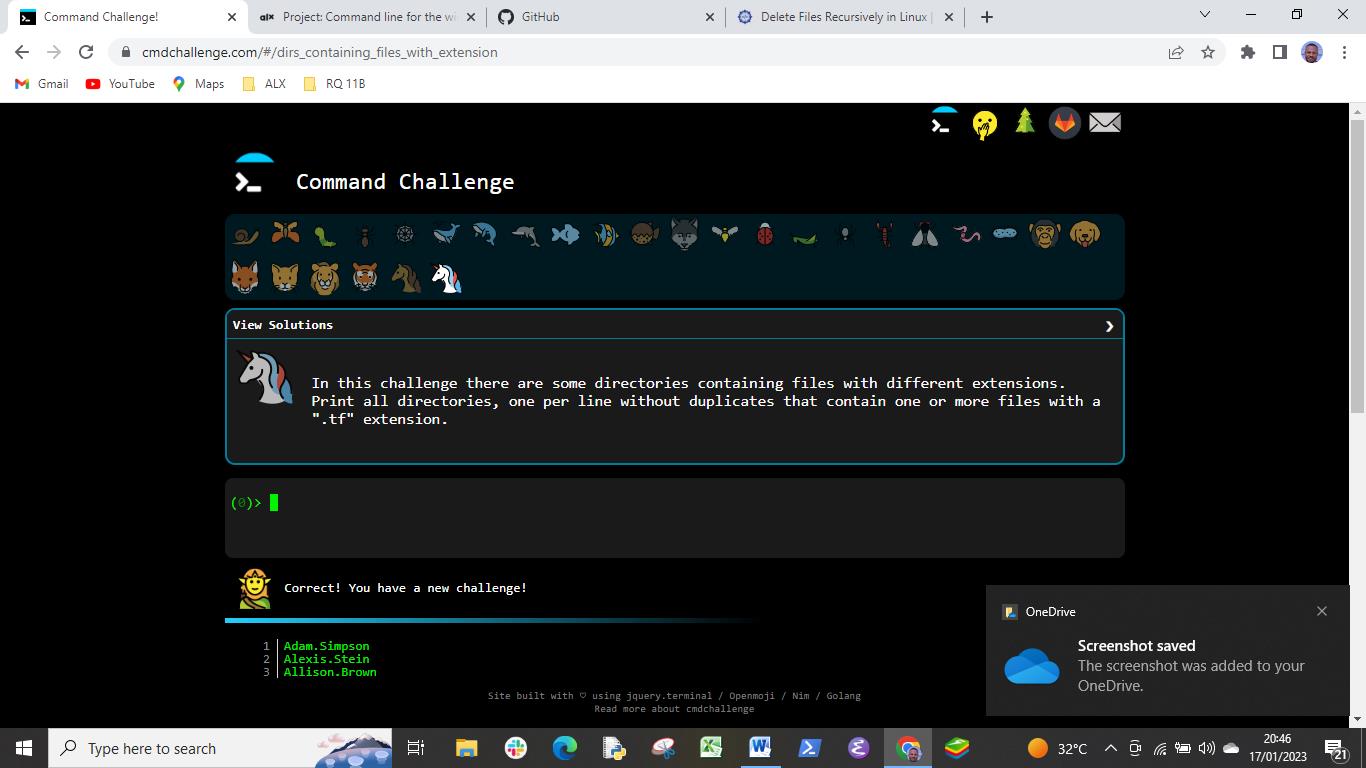 Command Challenge!
alx Project: Command line for the wi
GitHub
Delete Files Recursively in Linux |
cmdchallenge.com/#/dirs_containing_files_with_extension
Gmail
YouTube
Maps
ALX
RQ 11B
Command Challenge
View Solutions
In this challenge there are some directories containing files with different extensions.
Print all directories, one per line without duplicates that contain one or more files with a
".tf" extension.
(0)>
Correct! You have a new challenge!
1 Adam.Simpson
2 Alexis.Stein
3 Allison.Brown
Site built with ♡ using jquery.terminal / Openmoji / Nim / Golang
Read more about cmdchallenge
OneDrive
Screenshot saved
The screenshot was added to your
OneDrive.
Type here to search
32°C
20:46
17/01/2023
21